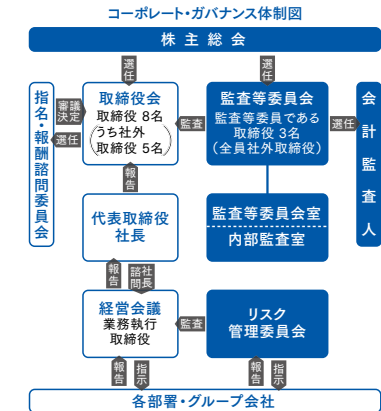 コーポレート・ガバナンス体制図
株主総会
選任
選任
指名・報酬諮問委員会
審議
決定
選任
取締役会
取締役 8名
(うち社外
取締役 5名)
監査
監査等委員会
監査等委員である
取締役 3名
(全員社外取締役)
選任
会計監査人
報告
代表取締役
社長
監査等委員会室
内部監査室
報告
社長
諮問
経営会議
業務執行
取締役
監査
リスク
管理委員会
報告
指示
報告
指示
各部署・グループ会社